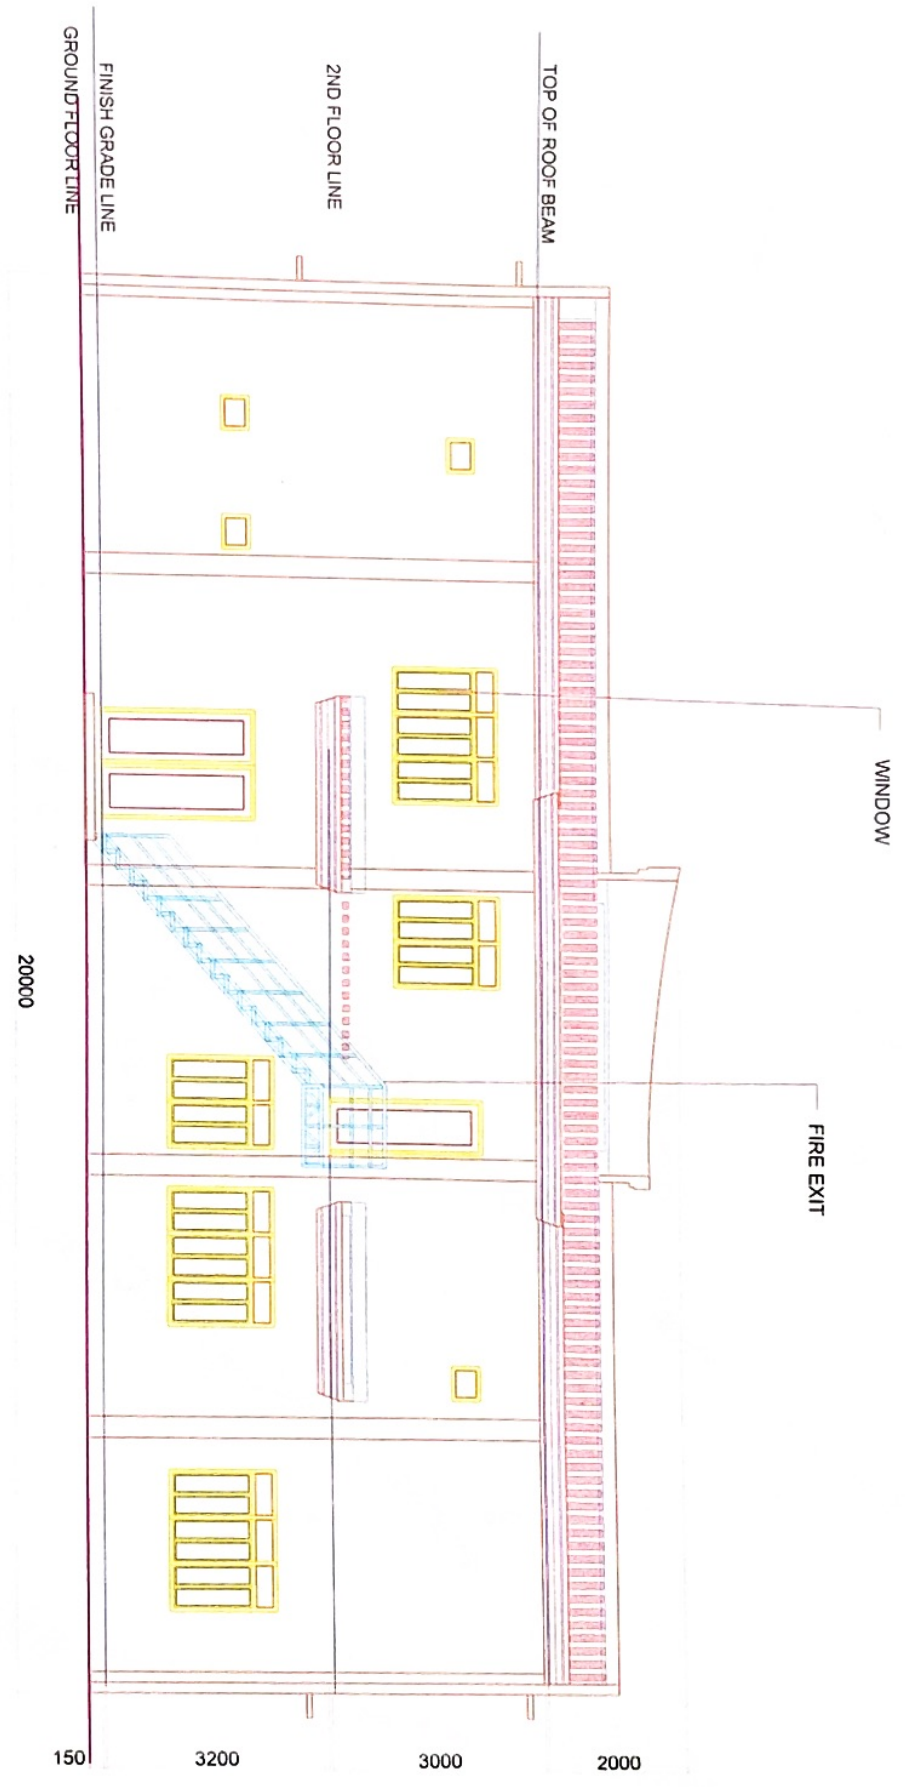 WINDOW
FIRE EXIT
TOP OF ROOF BEAM
2ND FLOOR LINE
FINISH GRADE LINE
GROUND FLOOR LINE
2000
3000
3200
150
20000